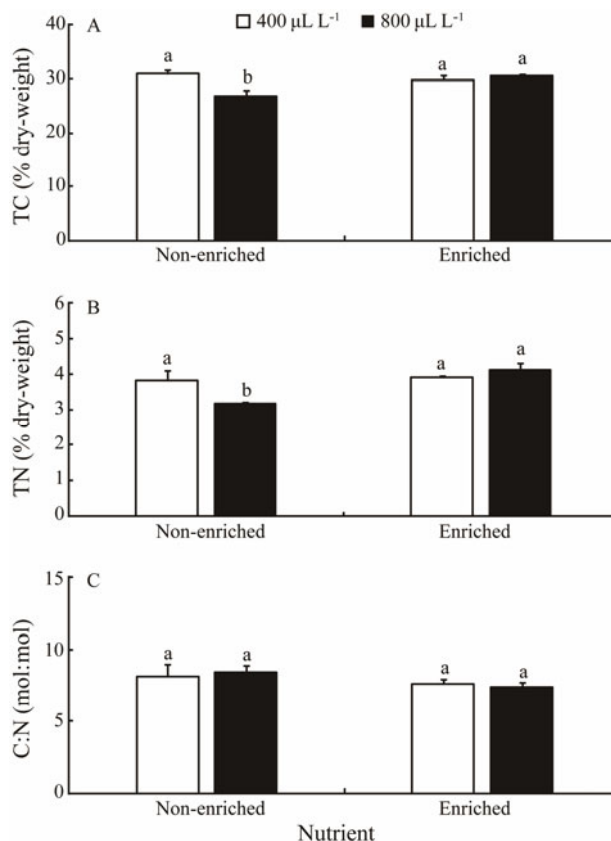 A
400 µL L⁻¹ 800 µL L⁻¹
TC (% dry-weight)
40
30
20
10
0
a
b
a
a
Non-enriched
Enriched
B
TN (% dry-weight)
6
5
4
3
2
1
0
a
b
a
a
Non-enriched
Enriched
C
C:N (mol:mol)
15
10
5
0
a
a
a
a
Non-enriched
Enriched
Nutrient